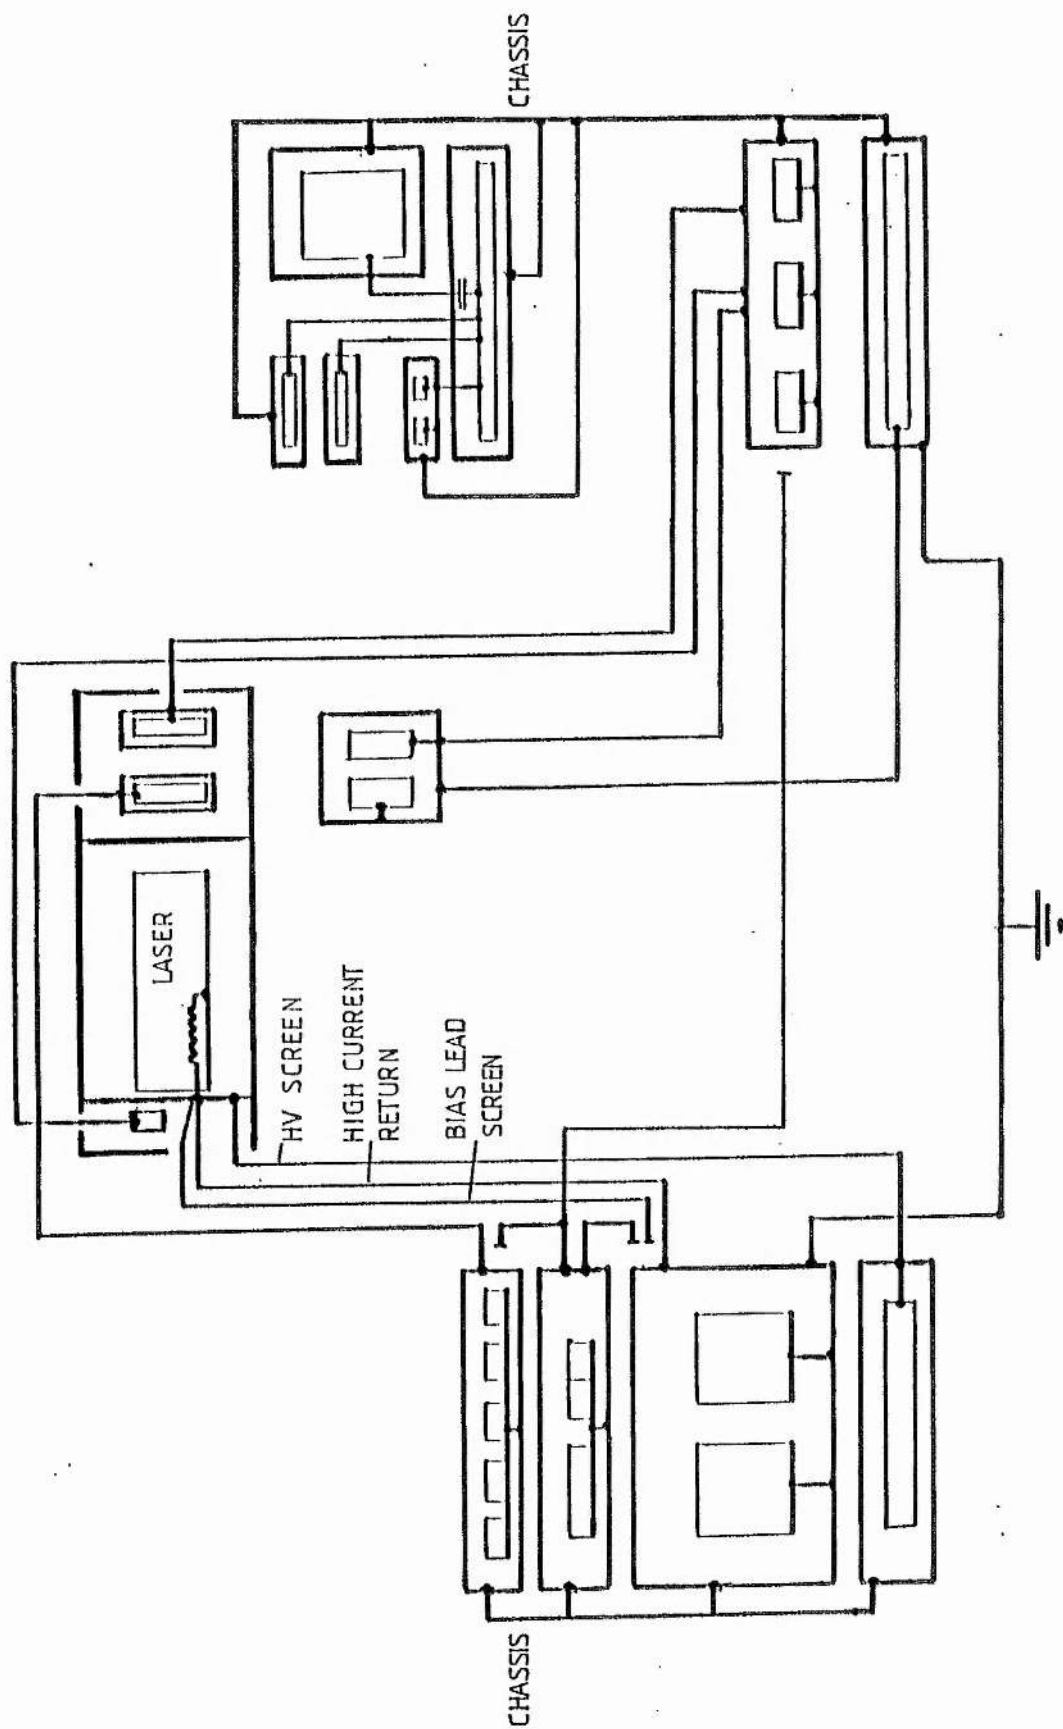 CHASSIS
LASER
HV SCREEN
HIGH CURRENT
RETURN
BIAS LEAD
SCREEN
CHASSIS